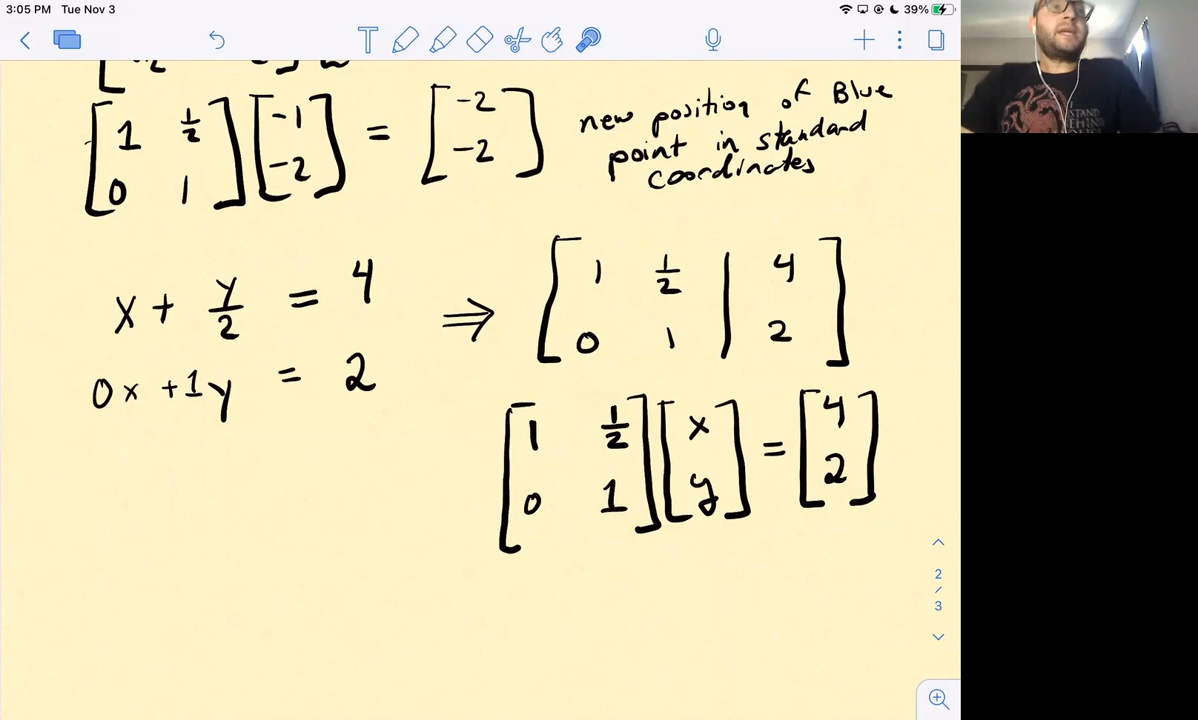 3:05 PM Tue Nov 3
39%
[1 1/2; 0 1] [-1; -2] = [-2; -2]
new position of Blue
point in standard
coordinates
x + y/2 = 4 ⇒ [1 1/2 | 4; 0 1 | 2]
0x + 1y = 2
[1 1/2; 0 1] [x; y] = [4; 2]
2
/
3
T
I
STAND
BEHIND